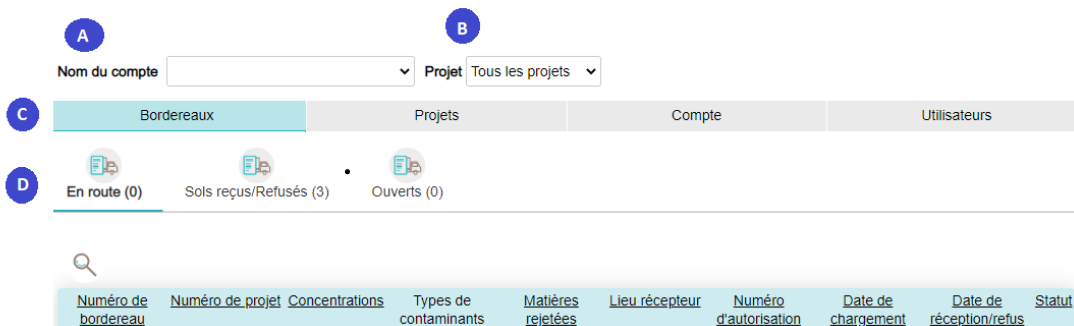 A
B
Nom du compte Projet Tous les projets
C Bordereaux Projets Compte Utilisateurs
D En route (0) Sols reçus/Refusés (3) Ouverts (0)
Numéro de Numéro de projet Concentrations Types de Matières Lieu récepteur Numéro Date de Date de Statut
bordereau contaminants rejetées d'autorisation chargement réception/refus